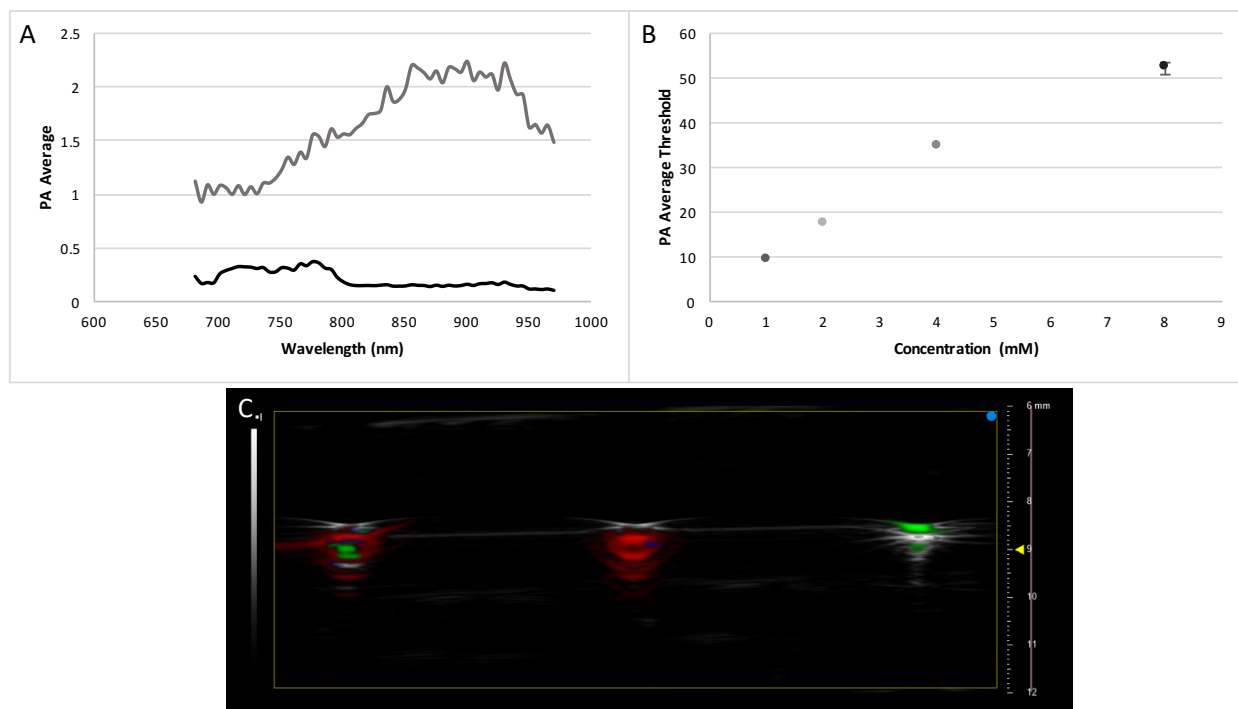 A
2.5
2
1.5
1
0.5
0
PA Average
600 650 700 750 800 850 900 950 1000
Wavelength (nm)
B
60
50
40
30
20
10
0
PA Average Threshold
0 1 2 3 4 5 6 7 8 9
Concentration (mM)
C.
6 mm
7
8
9
10
11
12